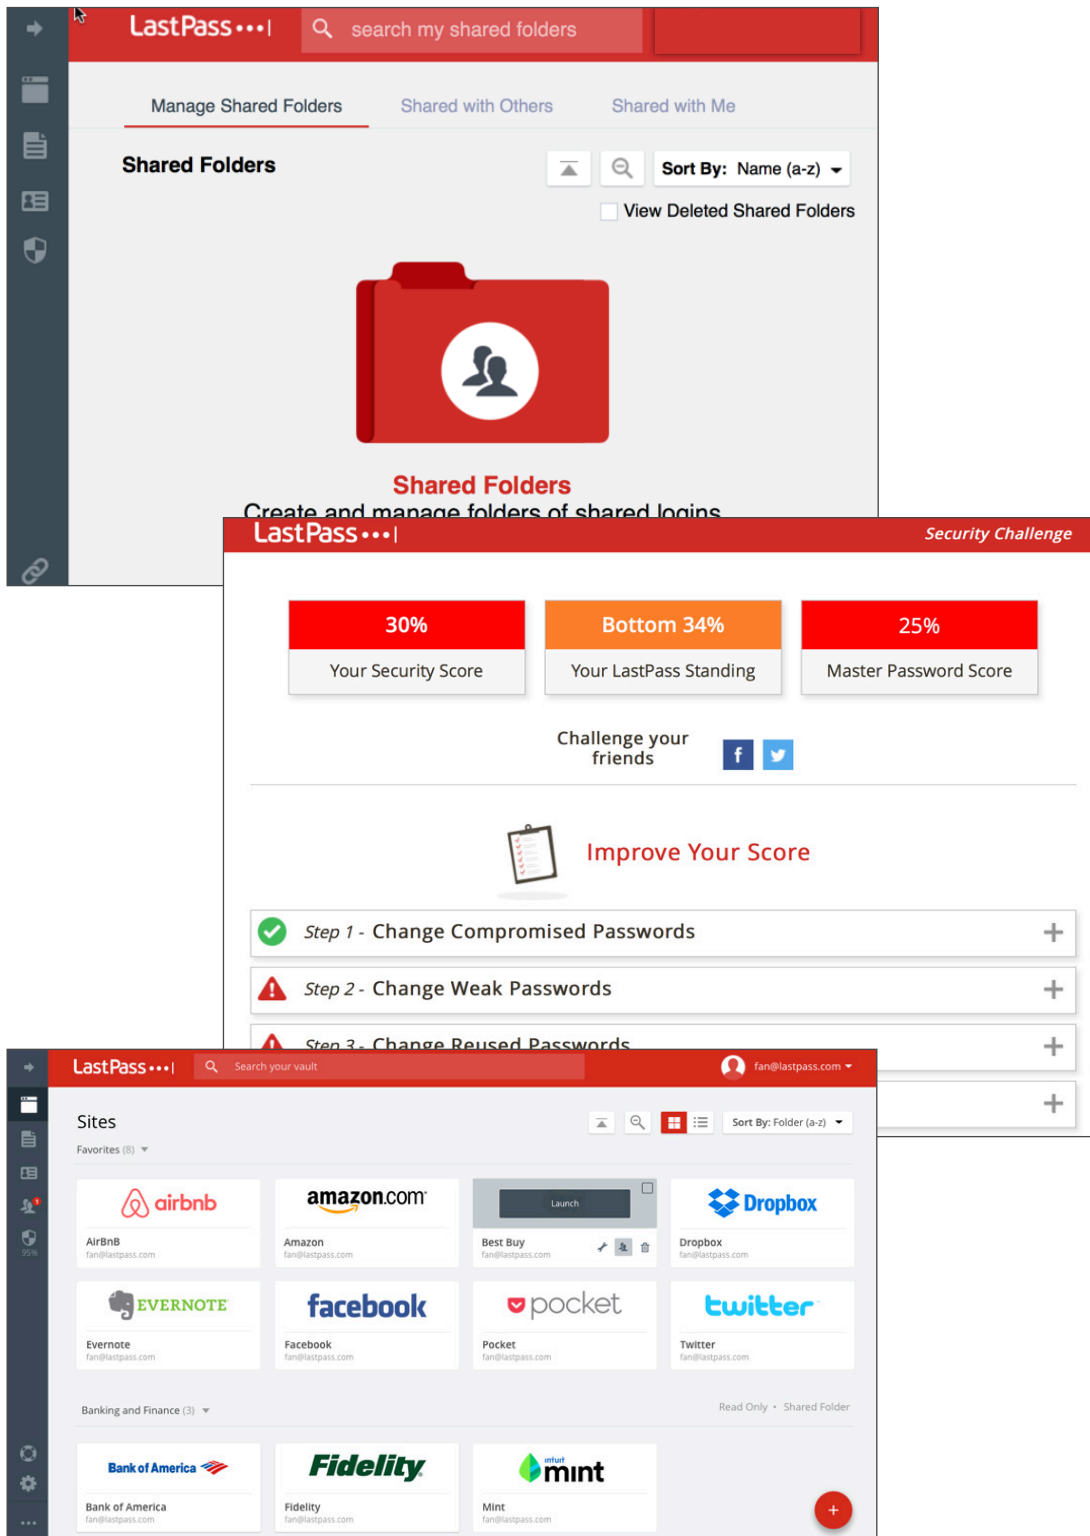 LastPass •••|
search my shared folders
Manage Shared Folders
Shared with Others
Shared with Me
Shared Folders
Sort By: Name (a-z)
View Deleted Shared Folders
Shared Folders
Create and manage folders of shared logins
LastPass •••|
Security Challenge
30%
Your Security Score
Bottom 34%
Your LastPass Standing
25%
Master Password Score
Challenge your
friends
f
Improve Your Score
Step 1 - Change Compromised Passwords
Step 2 - Change Weak Passwords
Step 3 - Change Reused Passwords
LastPass •••|
Search your vault
fan@lastpass.com
Sites
Sort By: Folder (a-z)
Favorites (8)
1
95%
airbnb
AirBnB
fan@lastpass.com
amazon.com
Amazon
fan@lastpass.com
Launch
Best Buy
fan@lastpass.com
Dropbox
Dropbox
fan@lastpass.com
EVERNOTE
Evernote
fan@lastpass.com
facebook
Facebook
fan@lastpass.com
pocket
Pocket
fan@lastpass.com
twitter
Twitter
fan@lastpass.com
Banking and Finance (3)
Read Only • Shared Folder
Bank of America
Bank of America
fan@lastpass.com
Fidelity
Fidelity
fan@lastpass.com
intuit
mint
Mint
fan@lastpass.com